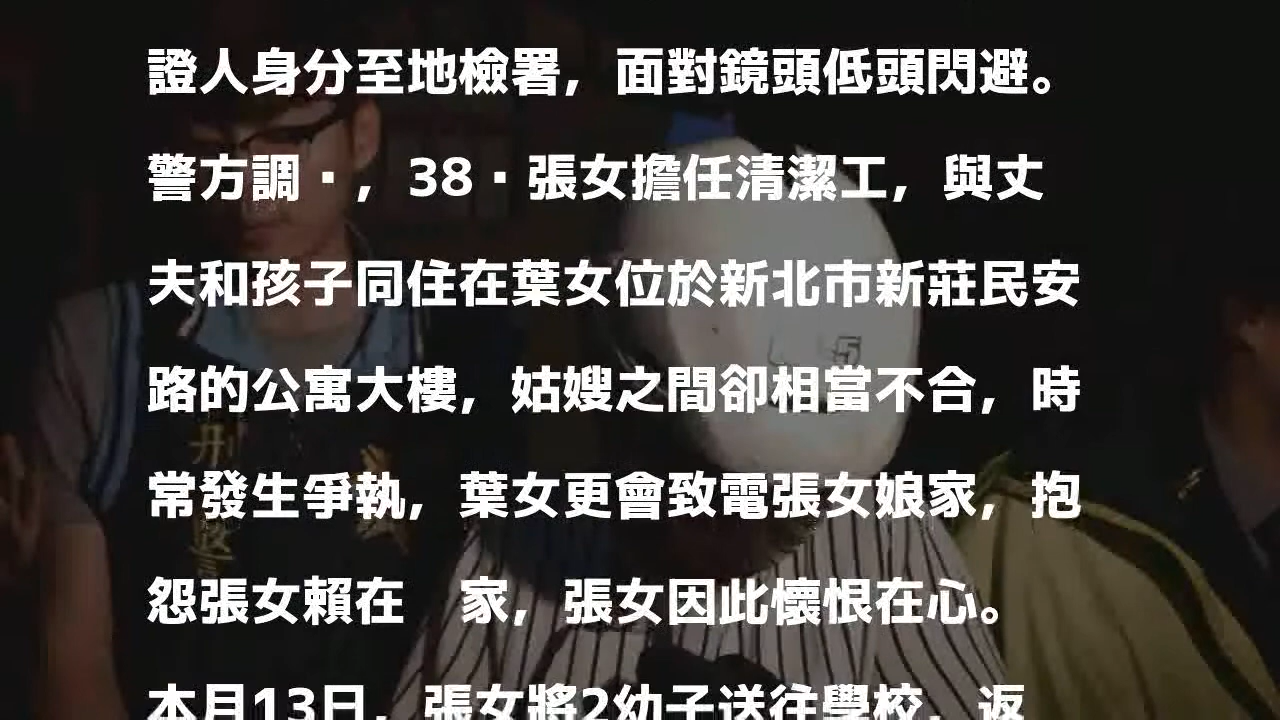 證人身分至地檢署，面對鏡頭低頭閃避。
警方調·，38·張女擔任清潔工，與丈
夫和孩子同住在葉女位於新北市新莊民安
路的公寓大樓，姑嫂之間卻相當不合，時
常發生爭執，葉女更會致電張女娘家，抱
怨張女賴在　家，張女因此懷恨在心。
本月13日，張女將2幼子送往學校，返
刑警
5